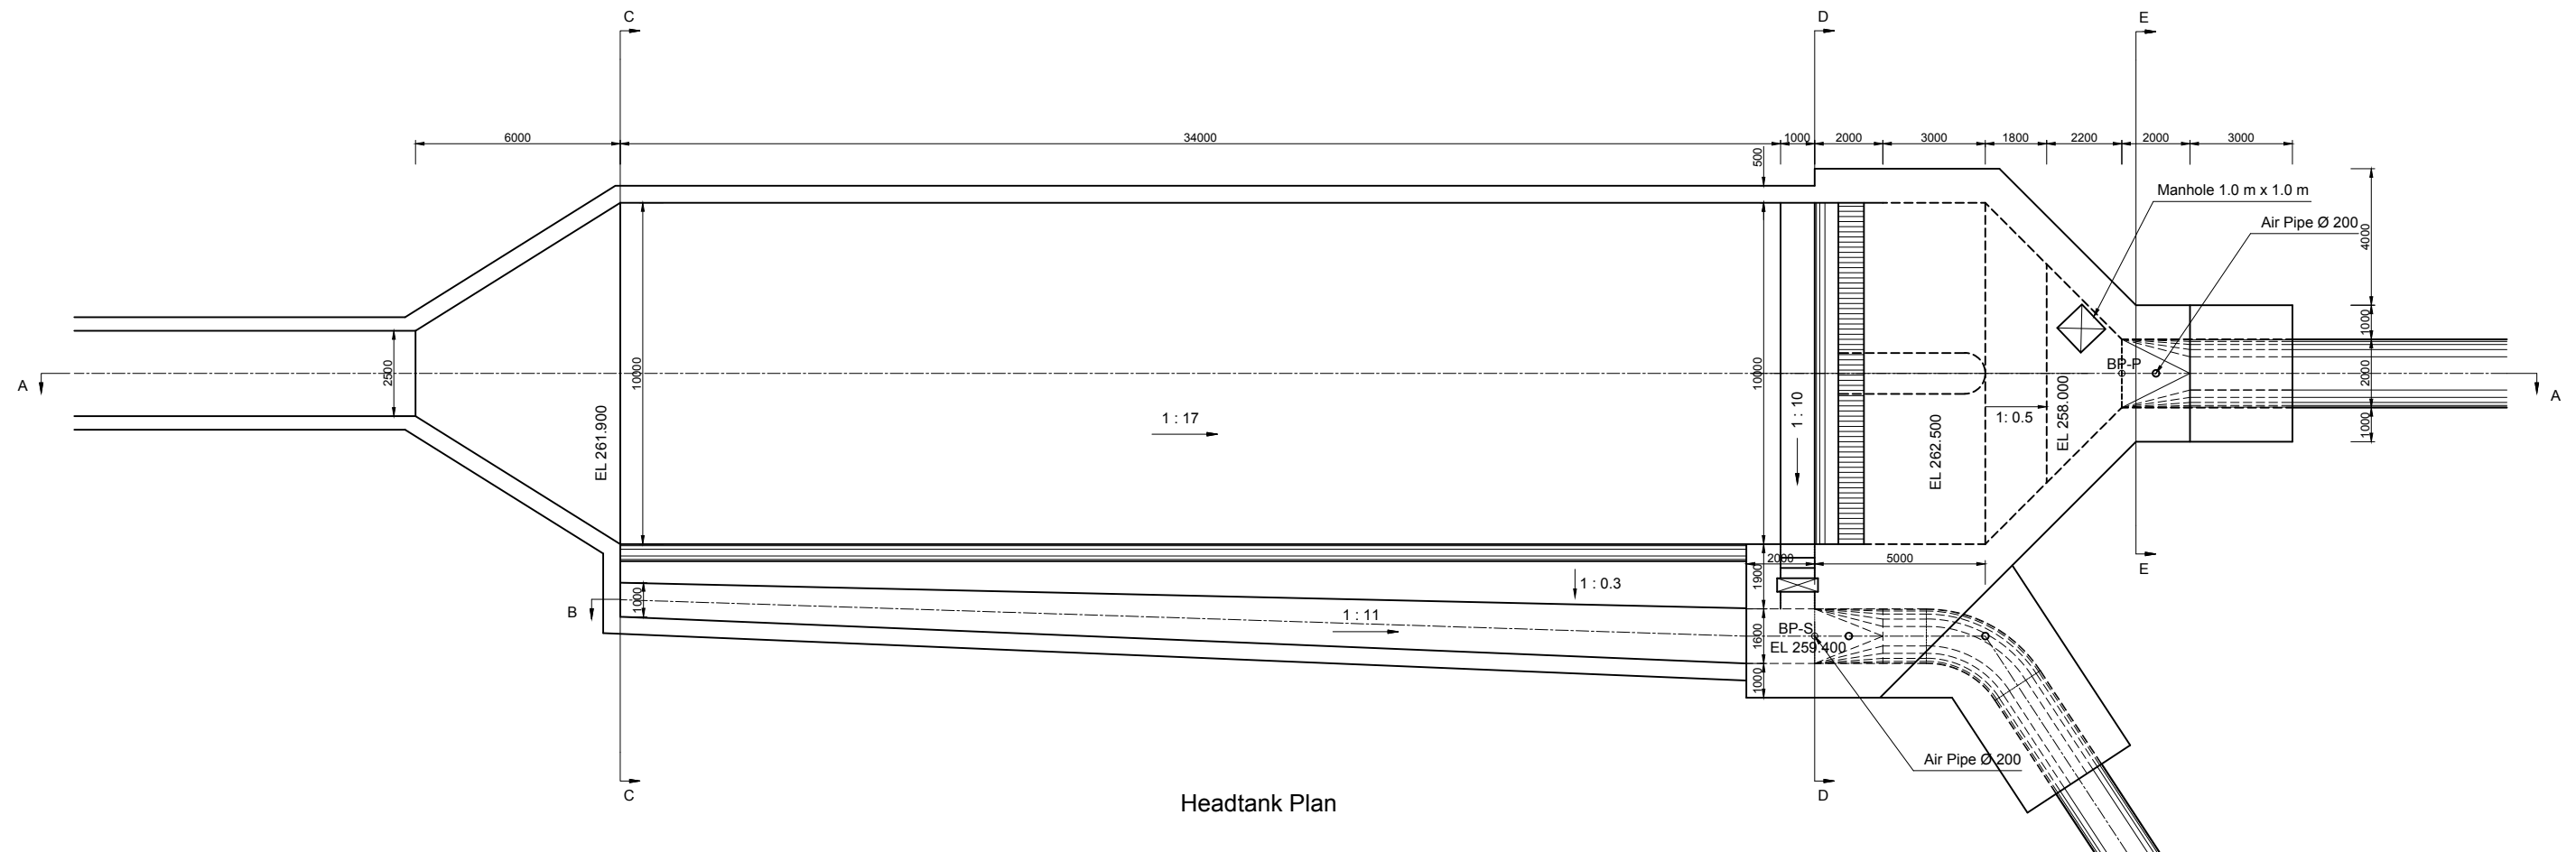 C
D
E
6000
34000
1000
2000
3000
1800
2200
2000
3000
500
Manhole 1.0 m x 1.0 m
Air Pipe Ø 200
4000
1000
2000
1000
A
A
2500
10000
10000
EL 261.900
1 : 17
1 : 10
EL 262.500
1: 0.5
EL 258.000
BP-P
2000
5000
1900
E
B
1000
1 : 0.3
1 : 11
1600
BP-S
EL 259.400
1000
Air Pipe Ø 200
C
D
Headtank Plan